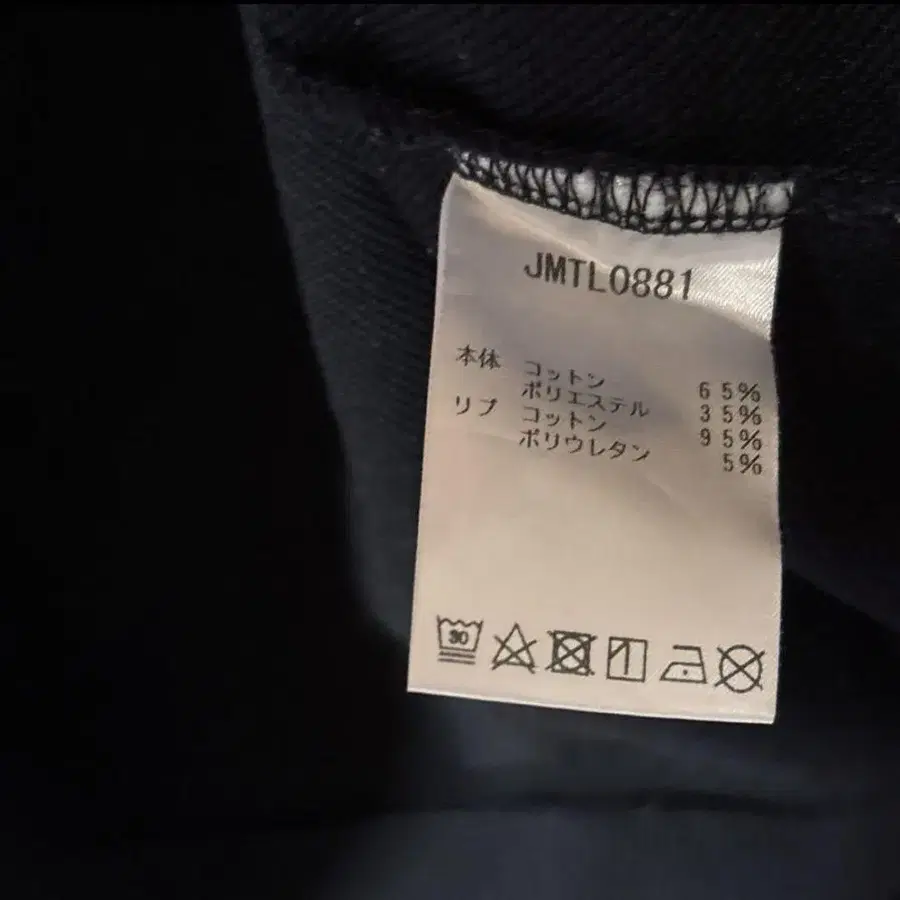 JMTL0881
本体 コットン 65%
ポリエステル 35%
リブ コットン 95%
ポリウレタン 5%
30